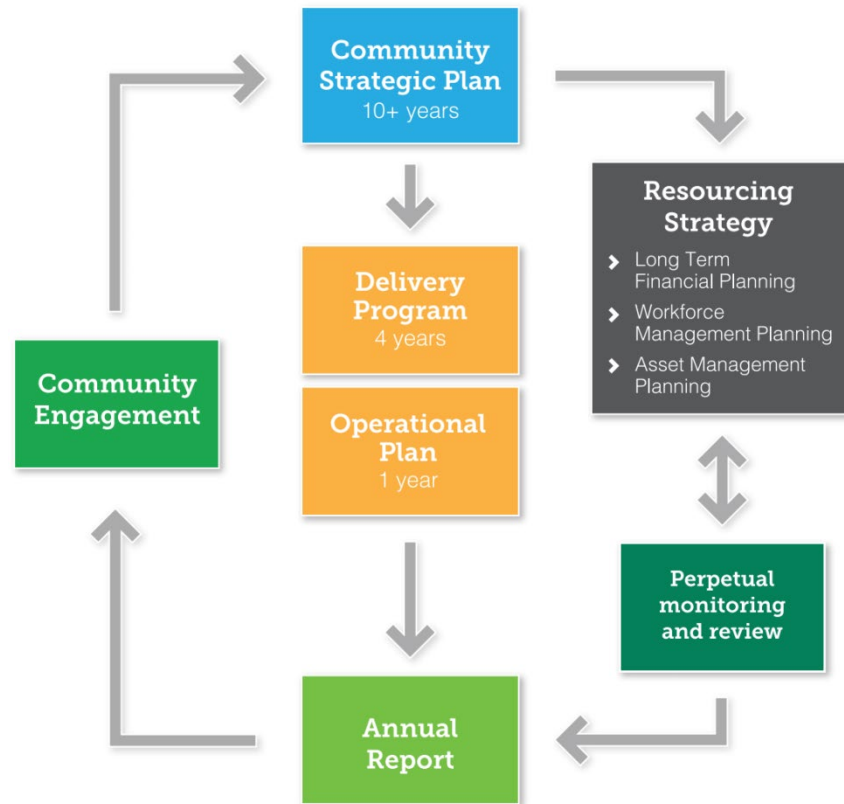 Community
Strategic Plan
10+ years
Resourcing
Strategy
Long Term
Financial Planning
Workforce
Management Planning
Asset Management
Planning
Delivery
Program
4 years
Community
Engagement
Operational
Plan
1 year
Perpetual
monitoring
and review
Annual
Report